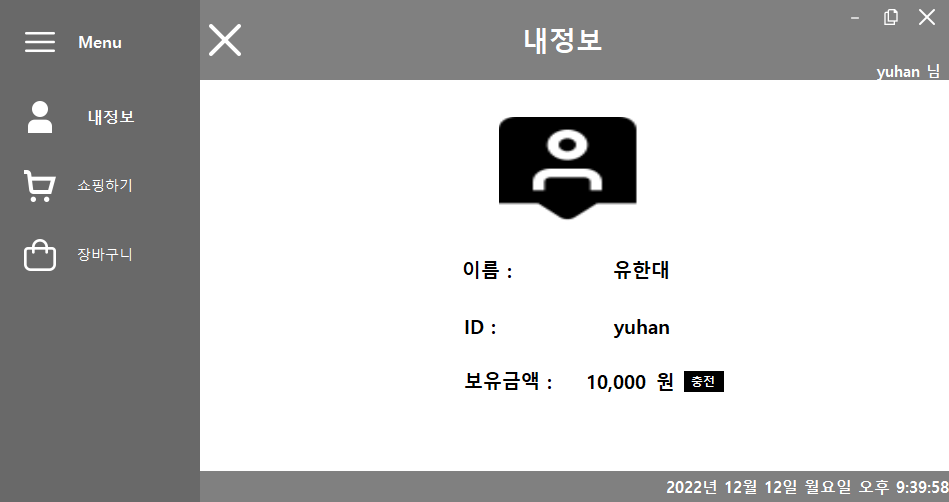 Menu
내정보
yuhan 님
내정보
쇼핑하기
장바구니
이름 : 유한대
ID : yuhan
보유금액 : 10,000 원 충전
2022년 12월 12일 월요일 오후 9:39:58